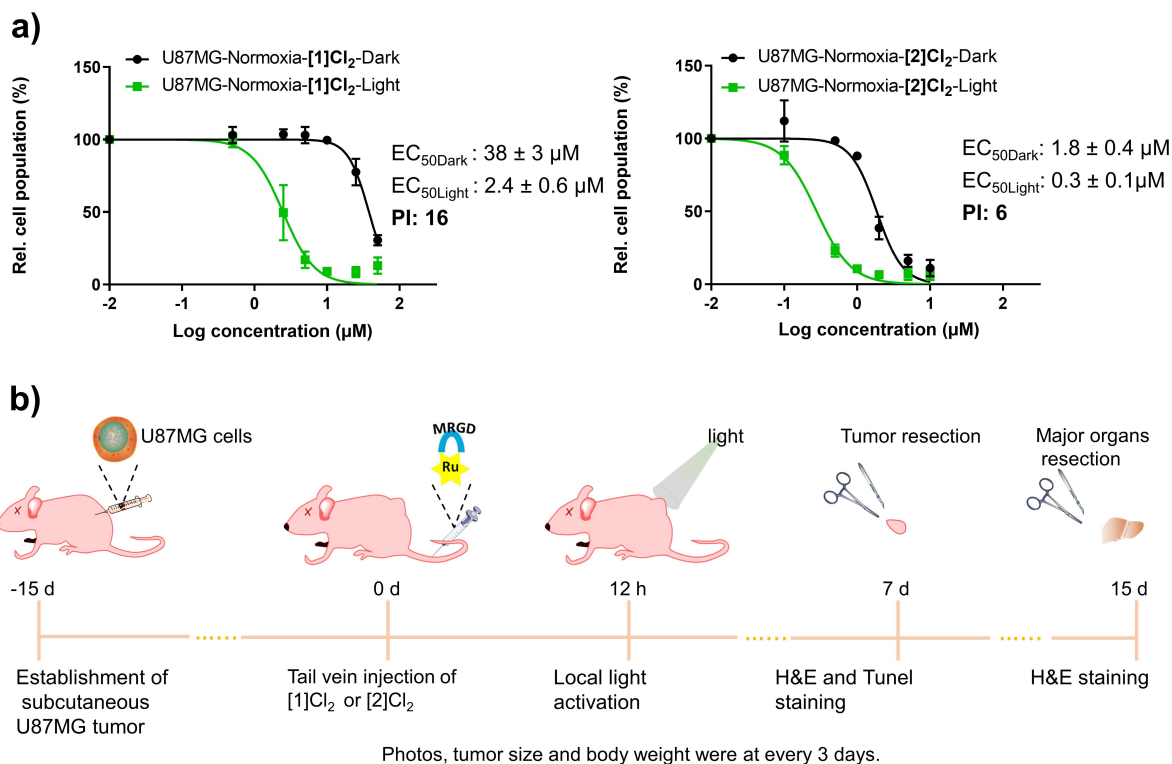 a)
U87MG-Normoxia-[1]Cl₂-Dark
U87MG-Normoxia-[1]Cl₂-Light
Rel. cell population (%)
150
100
50
0
-2
-1
0
1
2
Log concentration (µM)
EC₅₀Dark : 38 ± 3 µM
EC₅₀Light : 2.4 ± 0.6 µM
PI: 16
U87MG-Normoxia-[2]Cl₂-Dark
U87MG-Normoxia-[2]Cl₂-Light
Rel. cell population (%)
150
100
50
0
-2
-1
0
1
2
Log concentration (µM)
EC₅₀Dark : 1.8 ± 0.4 µM
EC₅₀Light: 0.3 ± 0.1µM
PI: 6
b)
U87MG cells
MRGD
Ru
light
Tumor resection
Major organs
resection
-15 d
0 d
12 h
7 d
15 d
Establishment of
subcutaneous
U87MG tumor
Tail vein injection of
[1]Cl₂ or [2]Cl₂
Local light
activation
H&E and Tunel
staining
H&E staining
Photos, tumor size and body weight were at every 3 days.